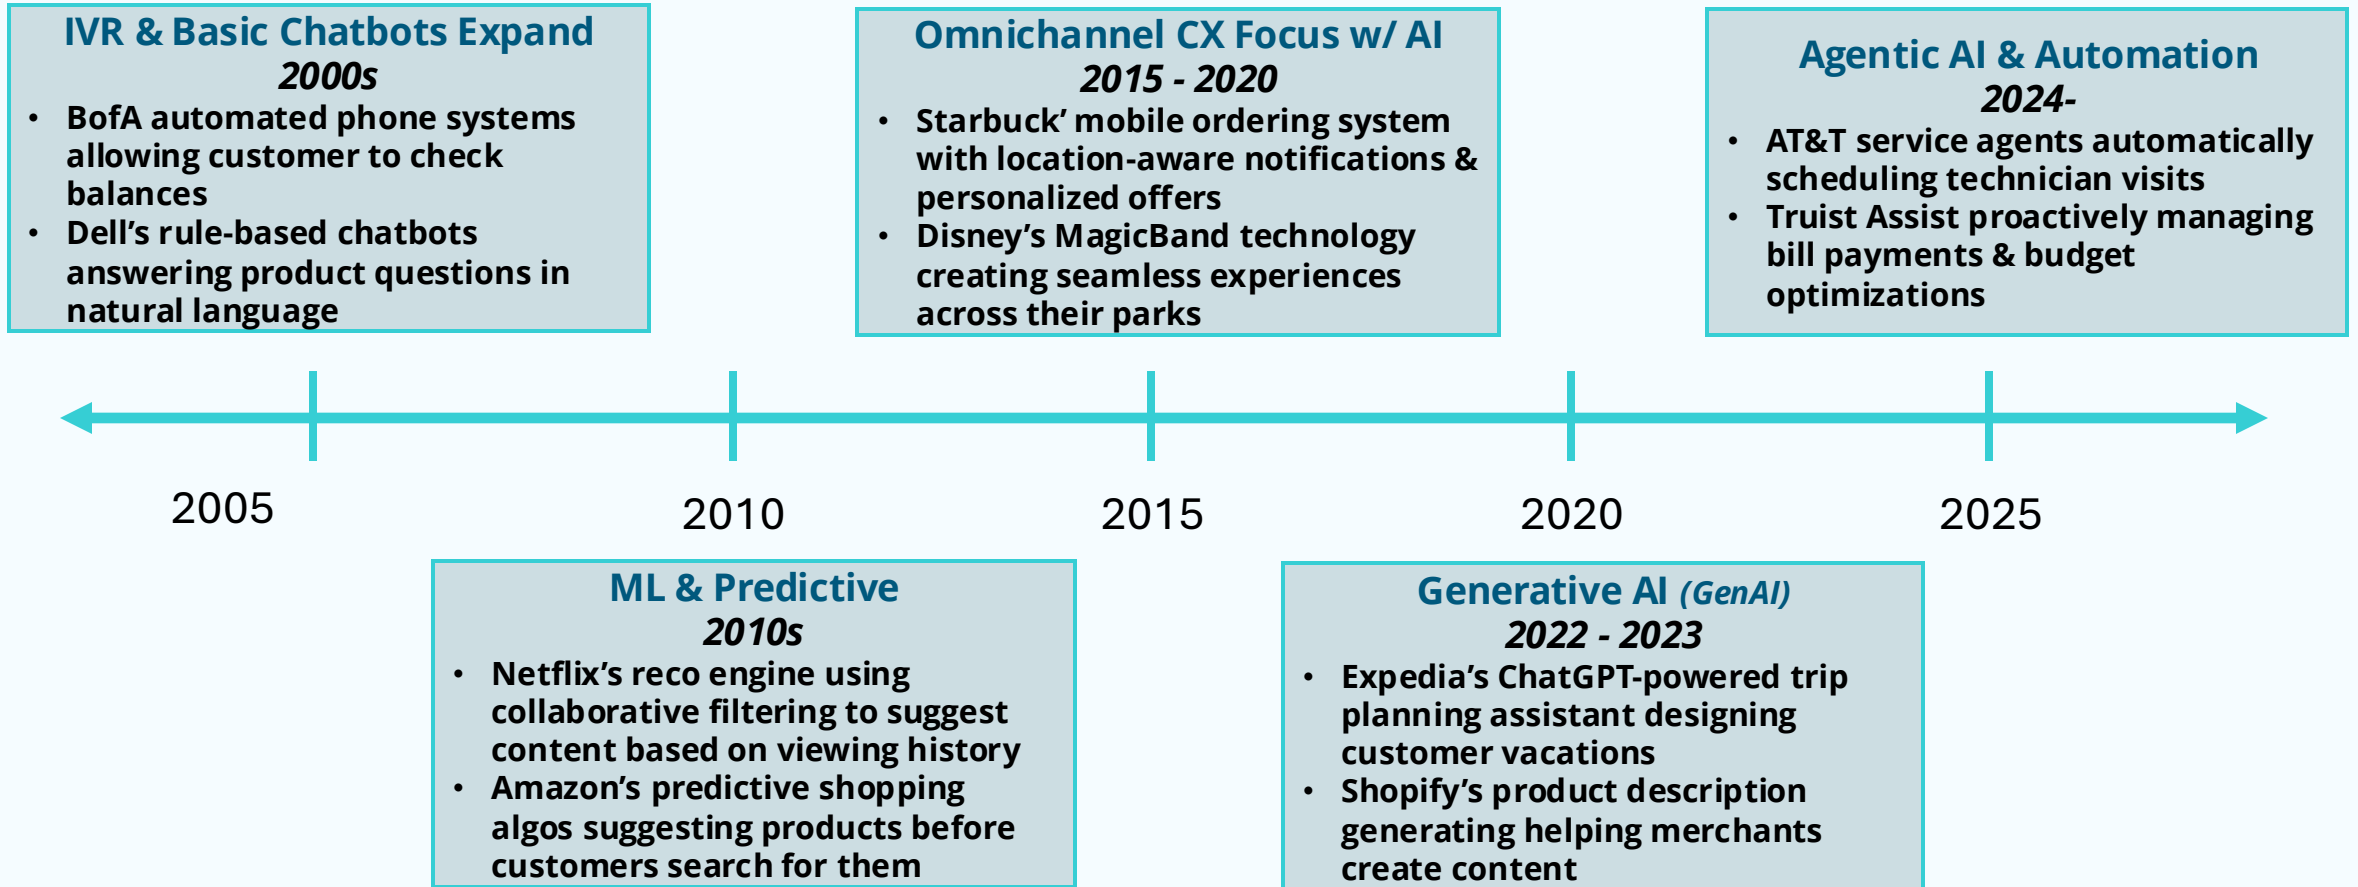 IVR & Basic Chatbots Expand
2000s
• BofA automated phone systems
allowing customer to check
balances
• Dell’s rule-based chatbots
answering product questions in
natural language
Omnichannel CX Focus w/ AI
2015 - 2020
• Starbuck’ mobile ordering system
with location-aware notifications &
personalized offers
• Disney’s MagicBand technology
creating seamless experiences
across their parks
Agentic AI & Automation
2024-
• AT&T service agents automatically
scheduling technician visits
• Truist Assist proactively managing
bill payments & budget
optimizations
2005
2010
2015
2020
2025
ML & Predictive
2010s
• Netflix’s reco engine using
collaborative filtering to suggest
content based on viewing history
• Amazon’s predictive shopping
algos suggesting products before
customers search for them
Generative AI (GenAI)
2022 - 2023
• Expedia’s ChatGPT-powered trip
planning assistant designing
customer vacations
• Shopify’s product description
generating helping merchants
create content